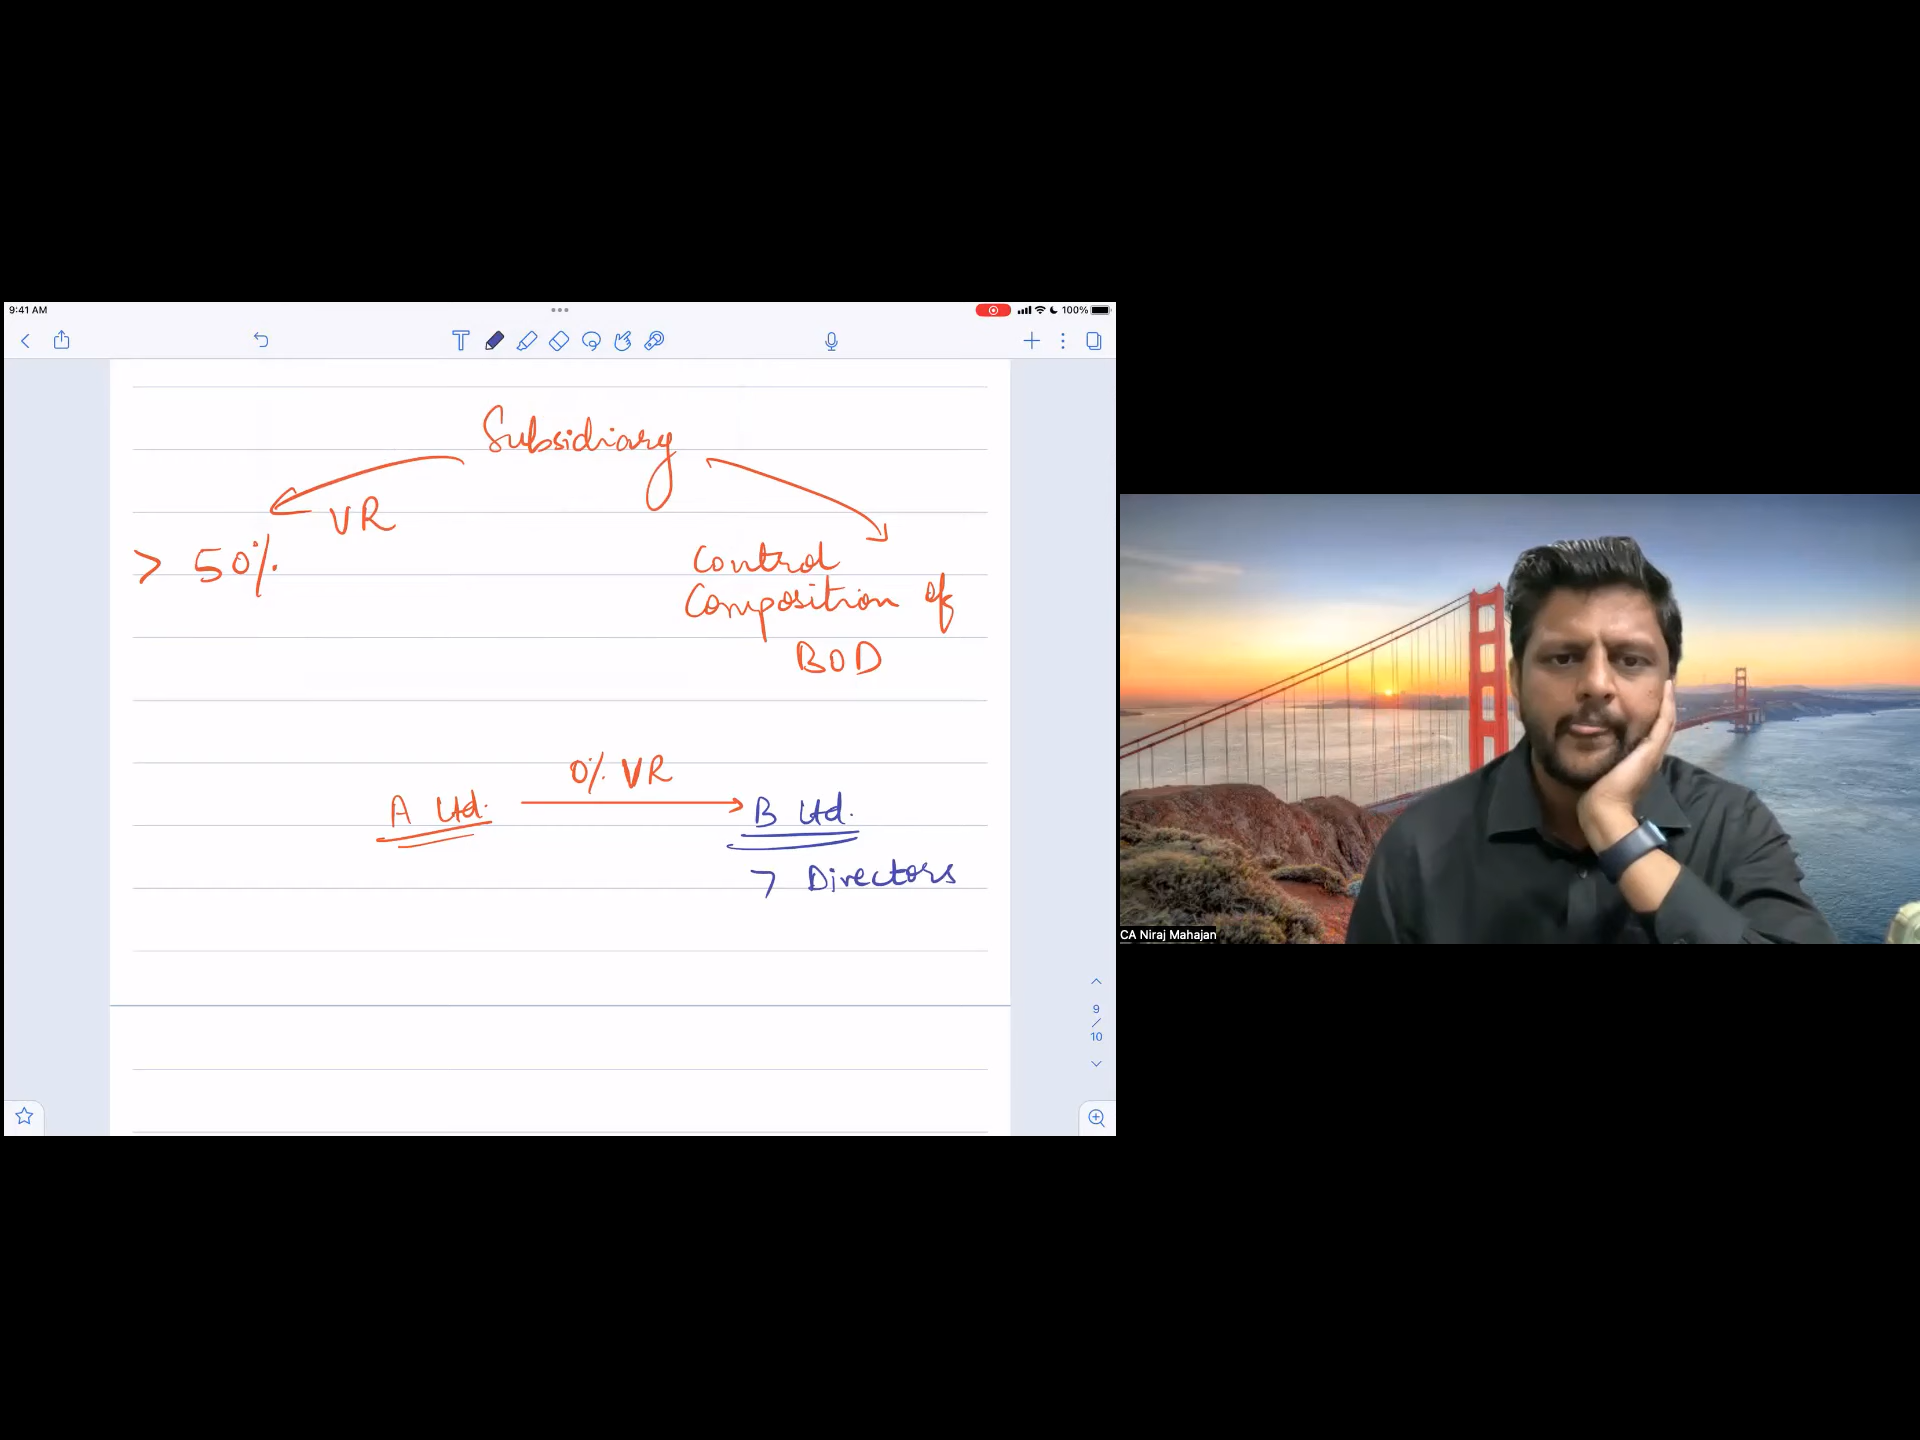 9:41 AM
100%
Subsidiary
VR
> 50%
Control
Composition of
BOD
0% VR
A Ltd.
B Ltd.
7 Directors
CA Niraj Mahajan
9
/
10